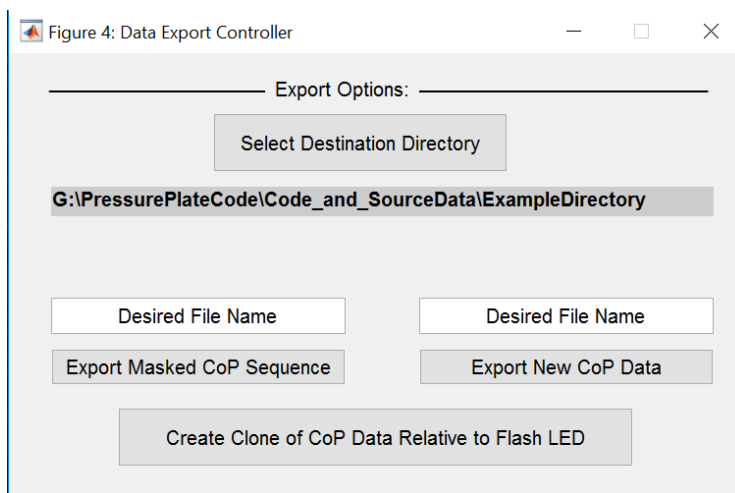 Figure 4: Data Export Controller
Export Options:
Select Destination Directory
G:\PressurePlateCode\Code_and_SourceData\ExampleDirectory
Desired File Name
Desired File Name
Export Masked CoP Sequence
Export New CoP Data
Create Clone of CoP Data Relative to Flash LED